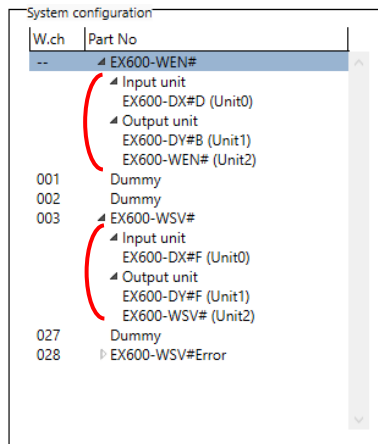 System configuration
W.ch Part No
-- EX600-WEN#
Input unit
EX600-DX#D (Unit0)
Output unit
EX600-DY#B (Unit1)
EX600-WEN# (Unit2)
001 Dummy
002 Dummy
003 EX600-WSV#
Input unit
EX600-DX#F (Unit0)
Output unit
EX600-DY#F (Unit1)
EX600-WSV# (Unit2)
027 Dummy
028 EX600-WSV#Error